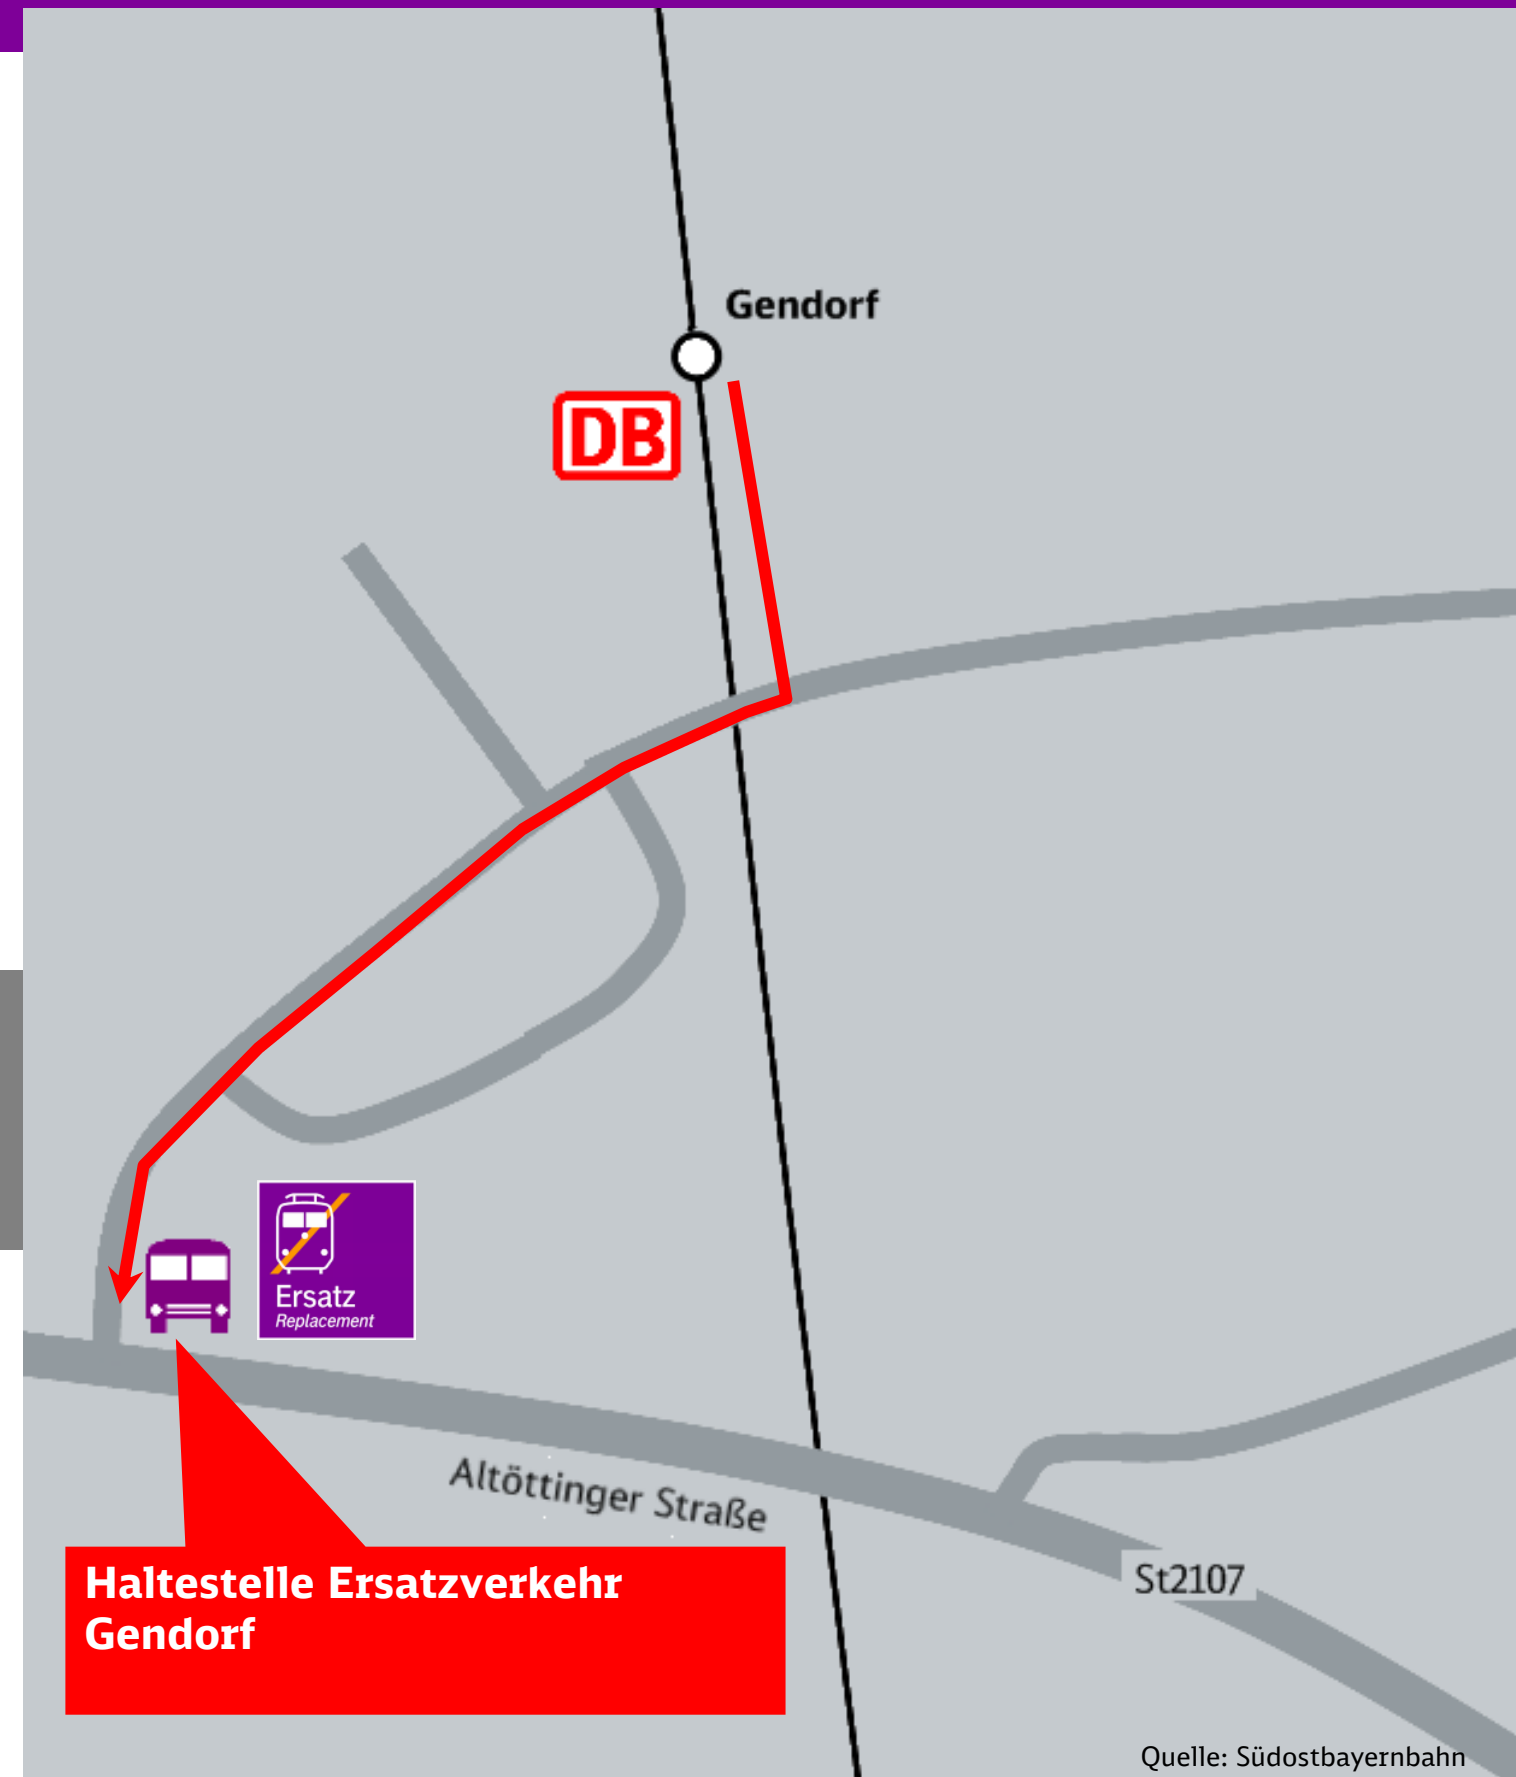 Gendorf
DB
Ersatz
Replacement
Altöttinger Straße
Haltestelle Ersatzverkehr
Gendorf
St2107
Quelle: Südostbayernbahn